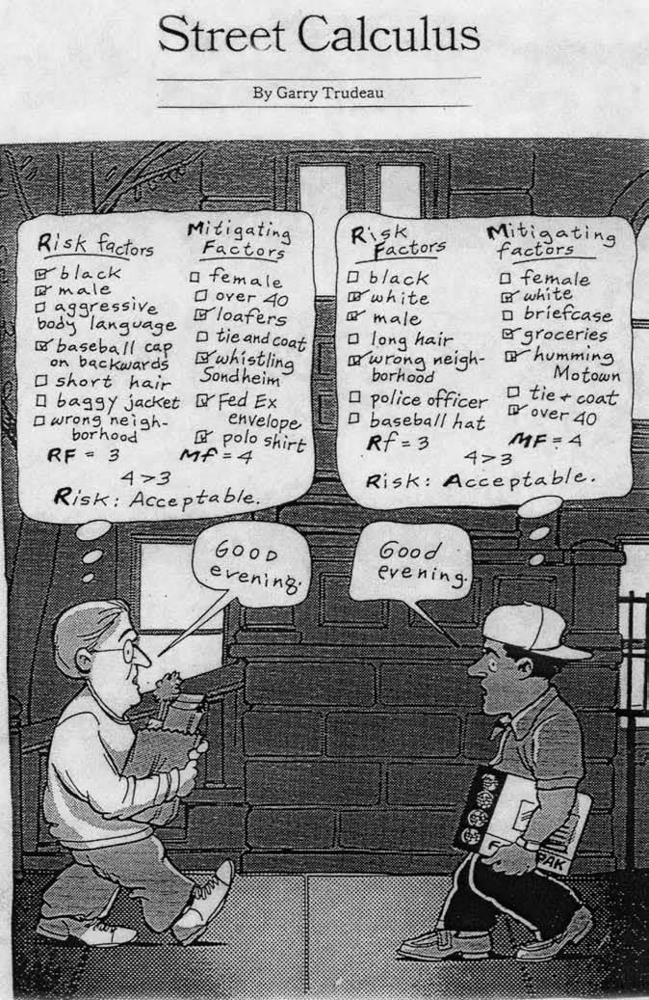 Street Calculus
By Garry Trudeau
Risk factors
☑ black
☑ male
☐ aggressive
body language
☑ baseball cap
on backwards
☐ short hair
☐ baggy jacket
☐ wrong neigh-
borhood
RF = 3
Mitigating
Factors
☐ female
☐ over 40
☑ loafers
☐ tie and coat
☑ whistling
Sondheim
☑ Fed Ex
envelope
☑ polo shirt
Mf = 4
4 > 3
Risk: Acceptable.
Risk
Factors
☐ black
☑ white
☑ male
☐ long hair
☑ wrong neigh-
borhood
☐ police officer
☐ baseball hat
Rf = 3
Mitigating
factors
☐ female
☑ white
☐ briefcase
☑ groceries
☑ humming
Motown
☐ tie + coat
☑ over 40
MF = 4
4 > 3
Risk: Acceptable.
Good
evening.
Good
evening.
PAK